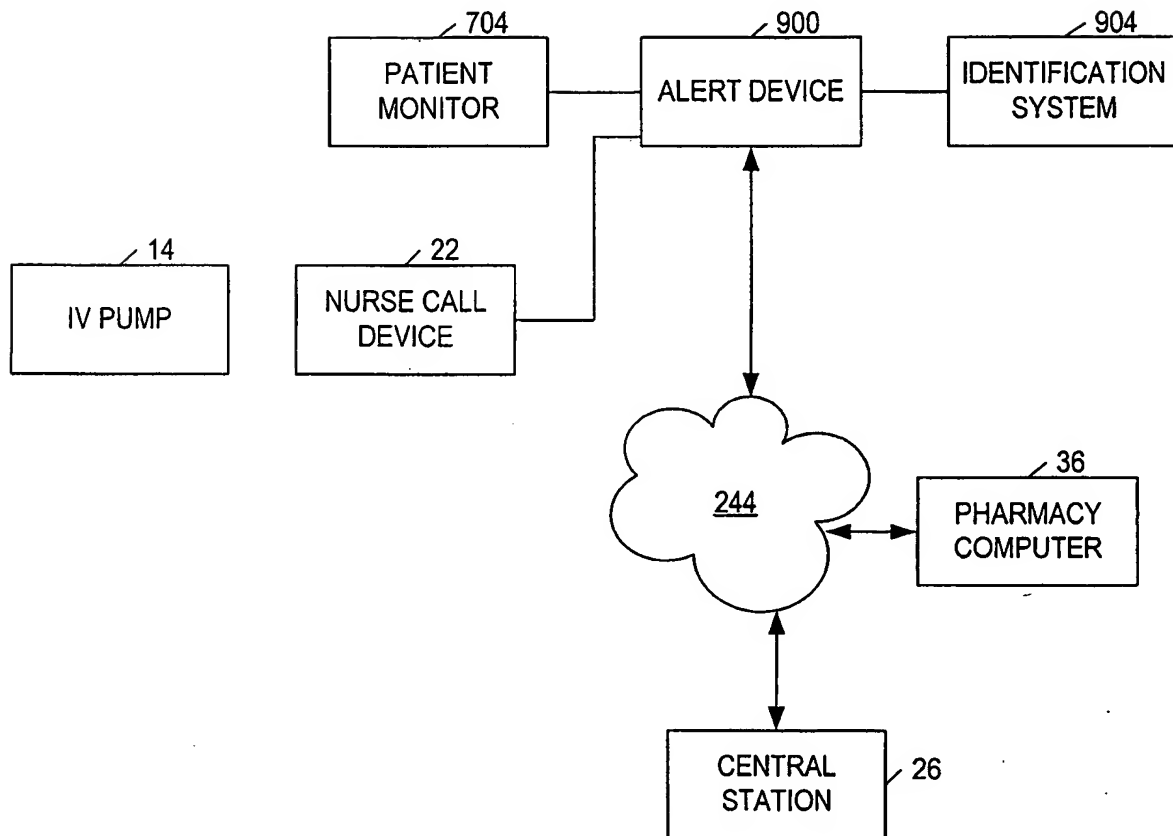 704
900
904
PATIENT
MONITOR
ALERT DEVICE
IDENTIFICATION
SYSTEM
14
22
IV PUMP
NURSE CALL
DEVICE
244
36
PHARMACY
COMPUTER
CENTRAL
STATION
26